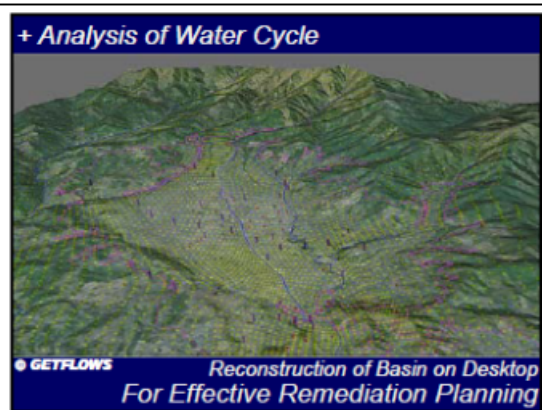 + Analysis of Water Cycle
© GETFLOWS
Reconstruction of Basin on Desktop
For Effective Remediation Planning